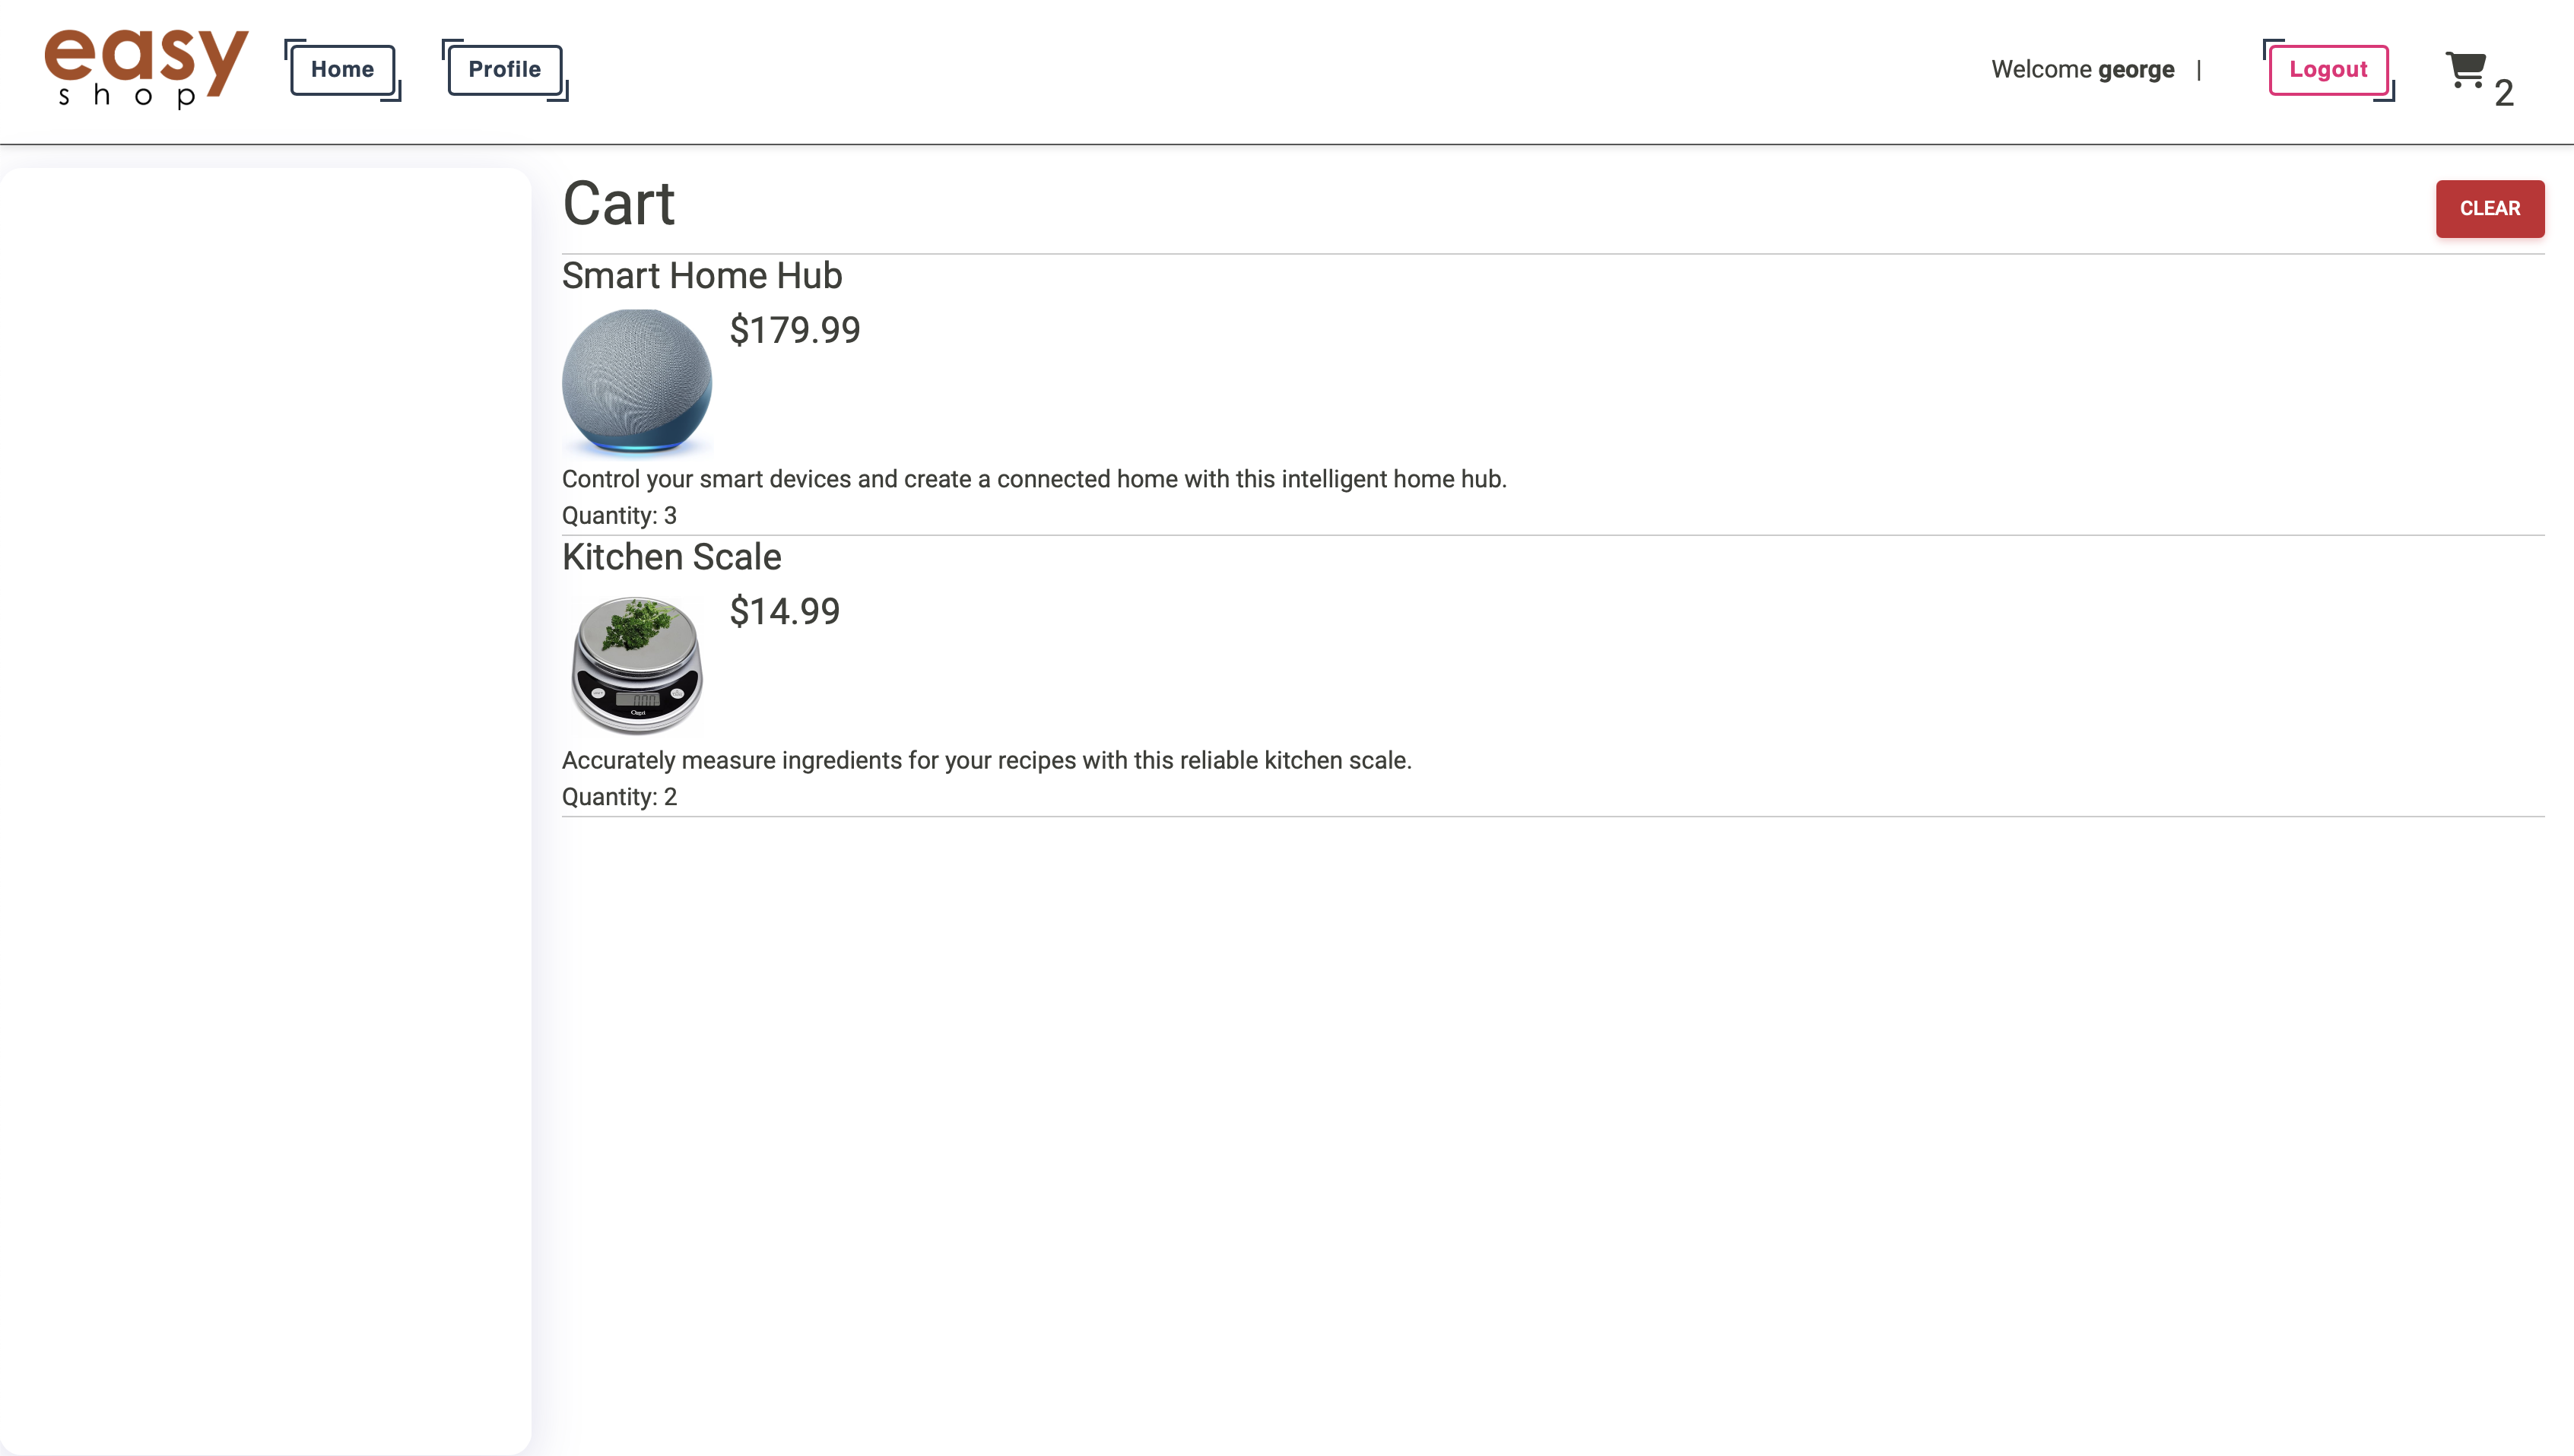 easy
shop
Home
Profile
Welcome george |
Logout
2
Cart
CLEAR
Smart Home Hub
$179.99
Control your smart devices and create a connected home with this intelligent home hub.
Quantity: 3
Kitchen Scale
$14.99
Accurately measure ingredients for your recipes with this reliable kitchen scale.
Quantity: 2